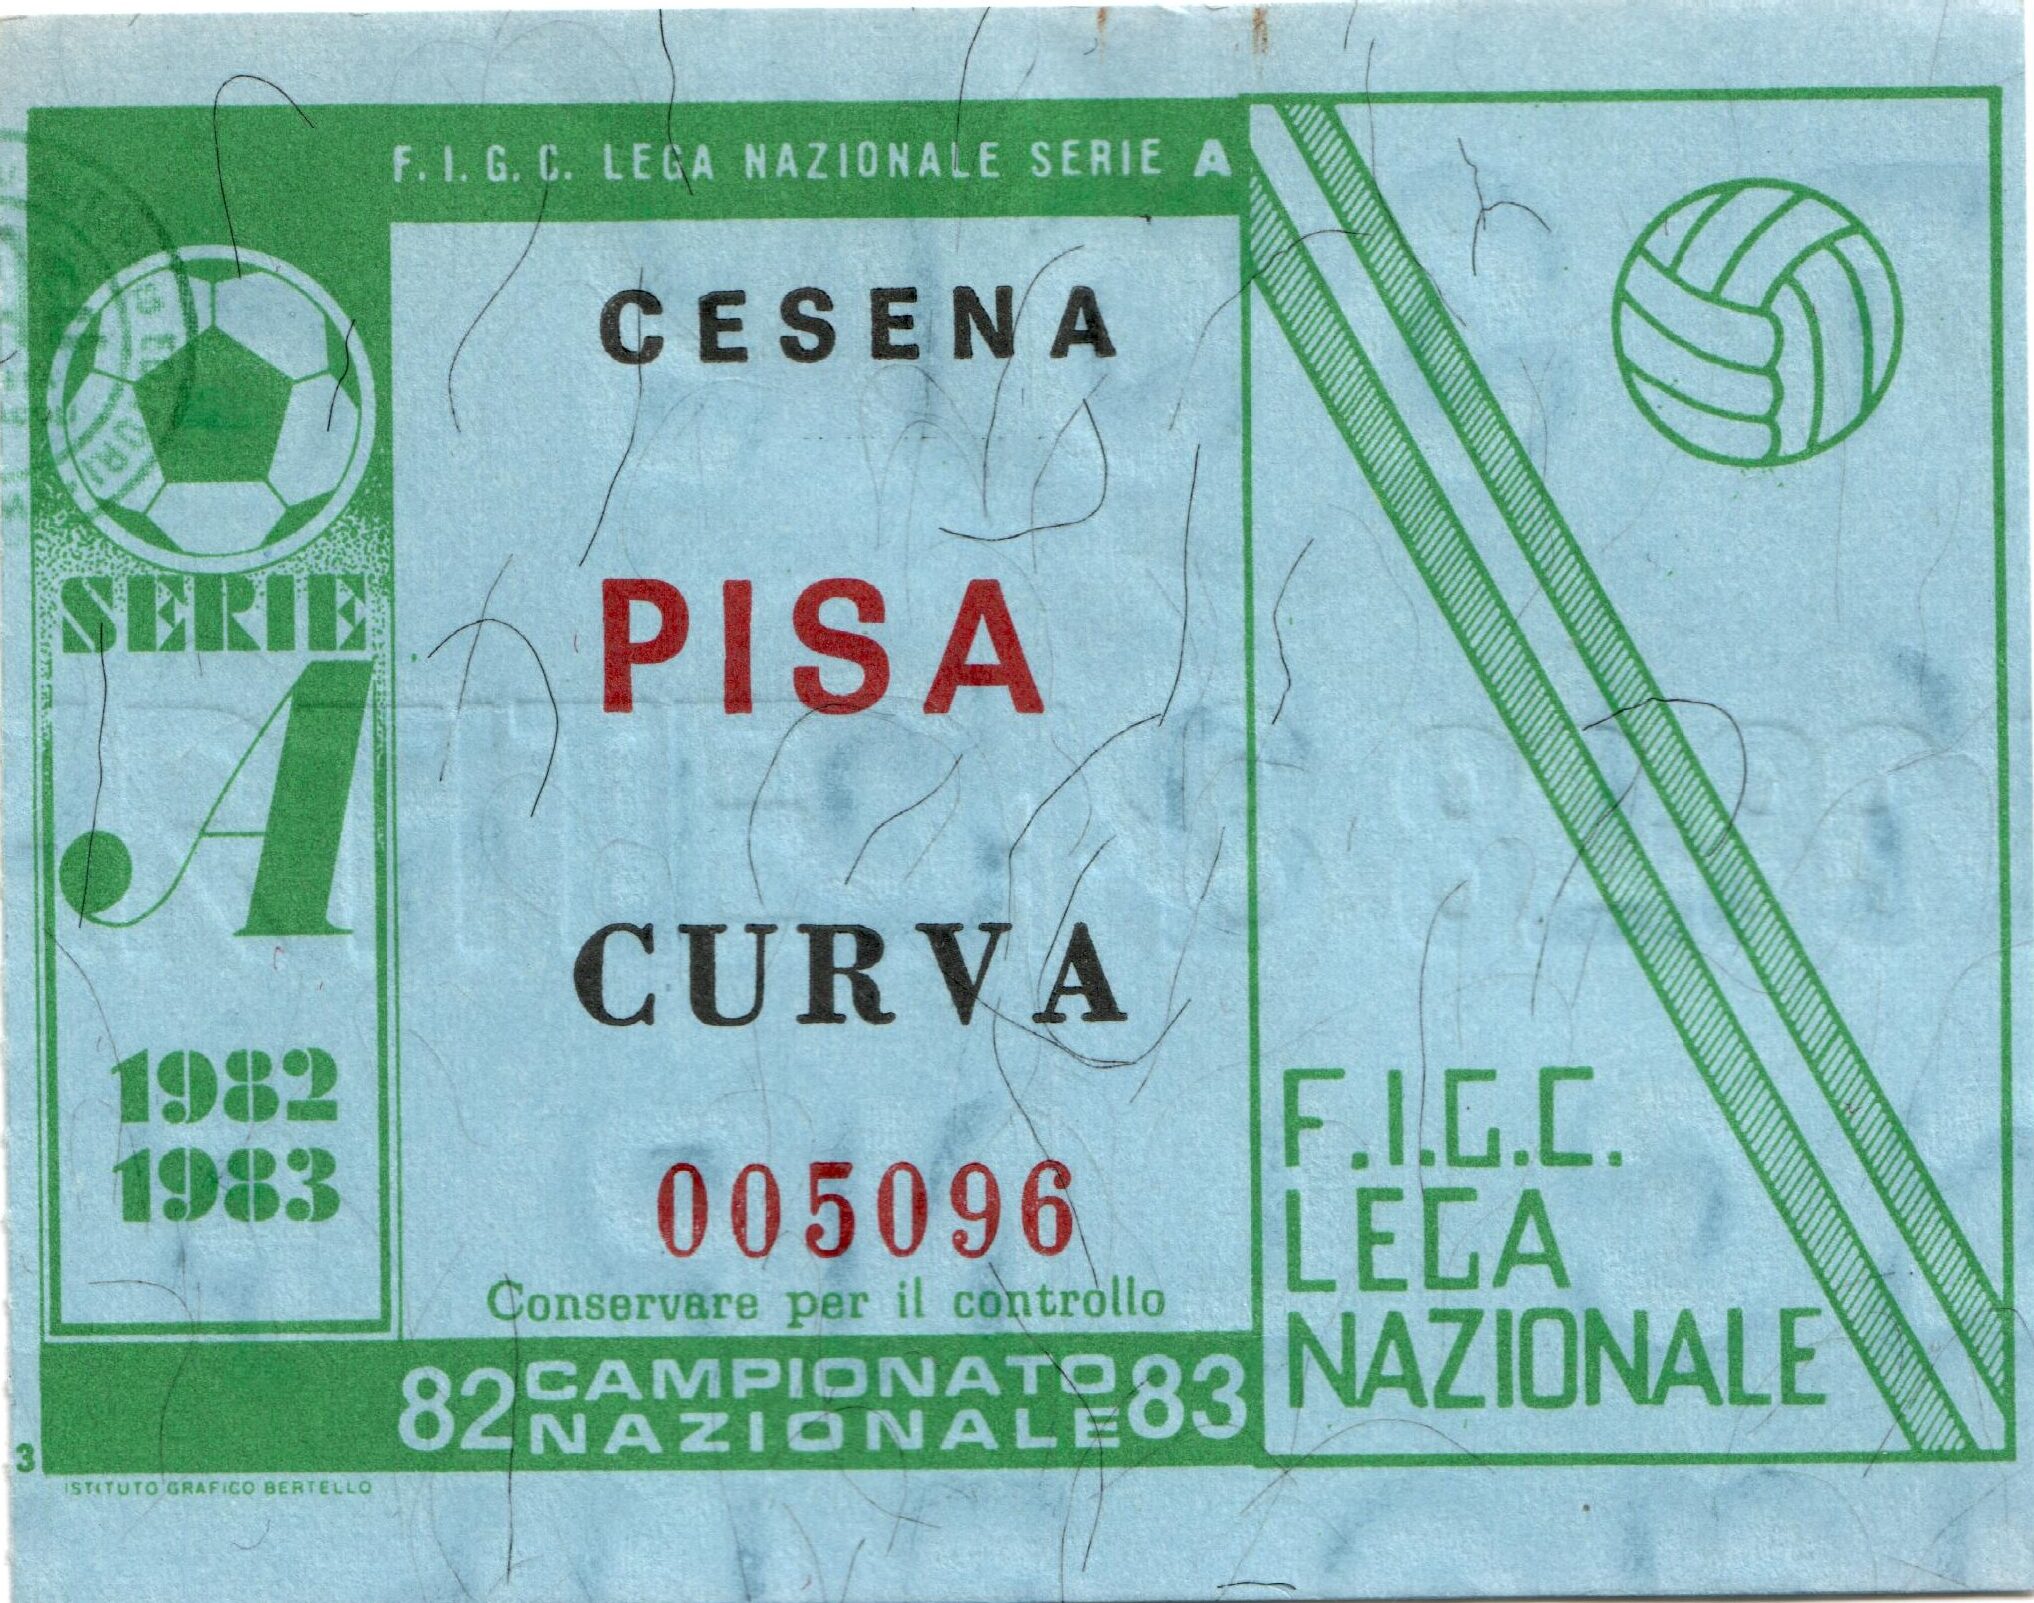 F. I. G. C. LEGA NAZIONALE SERIE A
CESENA
PISA
CURVA
005096
Conservare per il controllo
SERIE
A
1982
1983
82 CAMPIONATO NAZIONALE 83
3
ISTITUTO GRAFICO BERTELLO
F.I.G.C.
LEGA
NAZIONALE